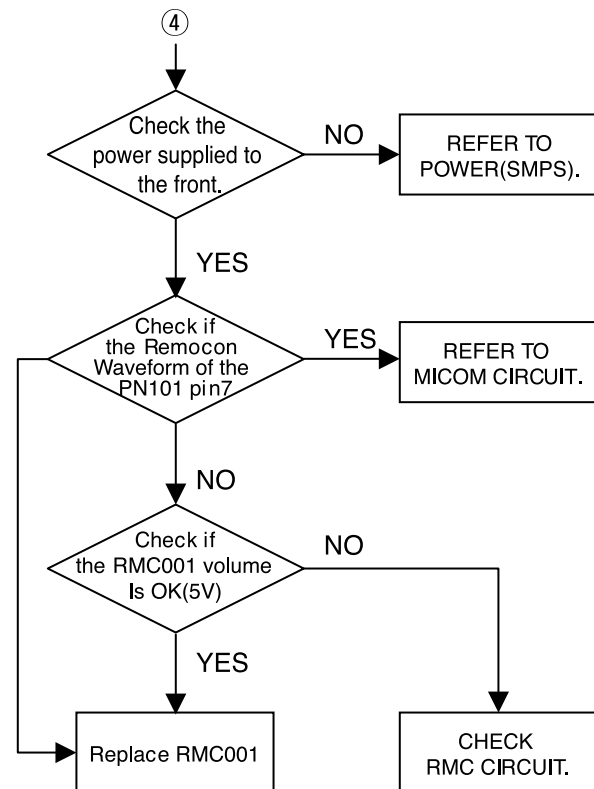 ④
Check the
power supplied to
the front.
NO
REFER TO
POWER(SMPS).
YES
Check if
the Remocon
Waveform of the
PN101 pin7
YES
REFER TO
MICOM CIRCUIT.
NO
Check if
the RMC001 volume
Is OK(5V)
NO
YES
Replace RMC001
CHECK
RMC CIRCUIT.